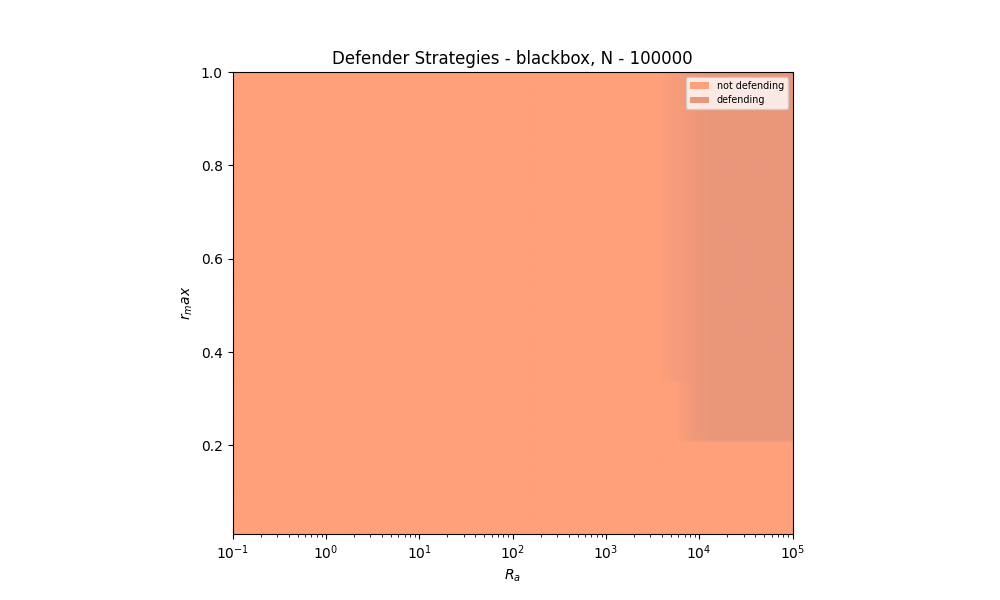 Defender Strategies - blackbox, N - 100000
not defending
defending
1.0
0.8
0.6
0.4
0.2
r_max
10^-1
10^0
10^1
10^2
10^3
10^4
10^5
R_a